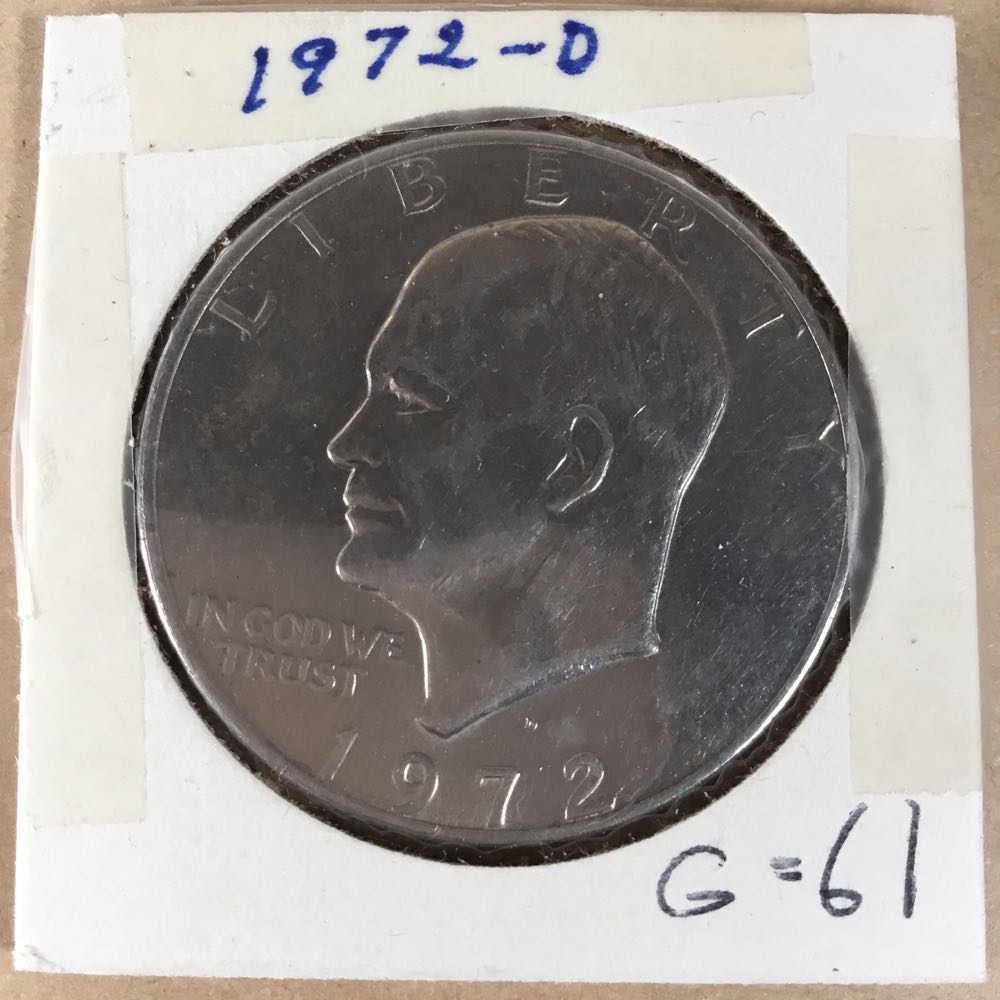 1972-D
LIBERTY
IN GOD WE
TRUST
1972
G=61